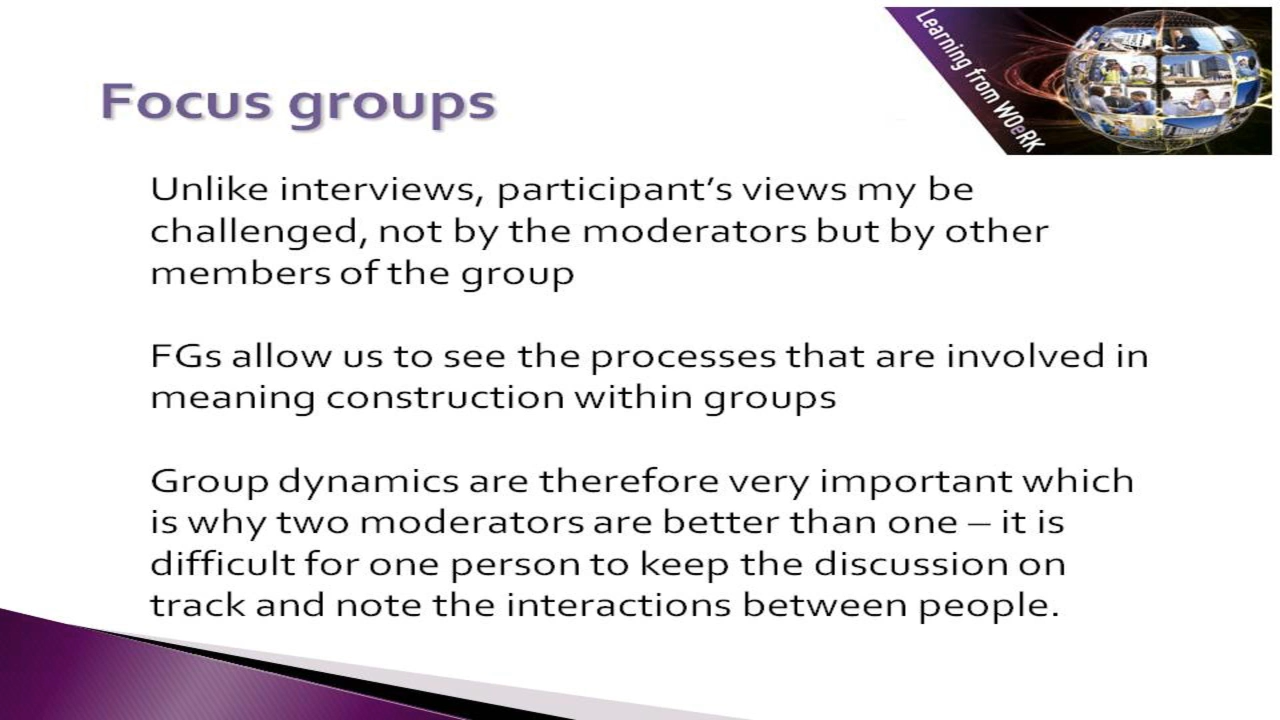 Learning from WOeRK
Focus groups
Unlike interviews, participant’s views my be
challenged, not by the moderators but by other
members of the group
FGs allow us to see the processes that are involved in
meaning construction within groups
Group dynamics are therefore very important which
is why two moderators are better than one – it is
difficult for one person to keep the discussion on
track and note the interactions between people.